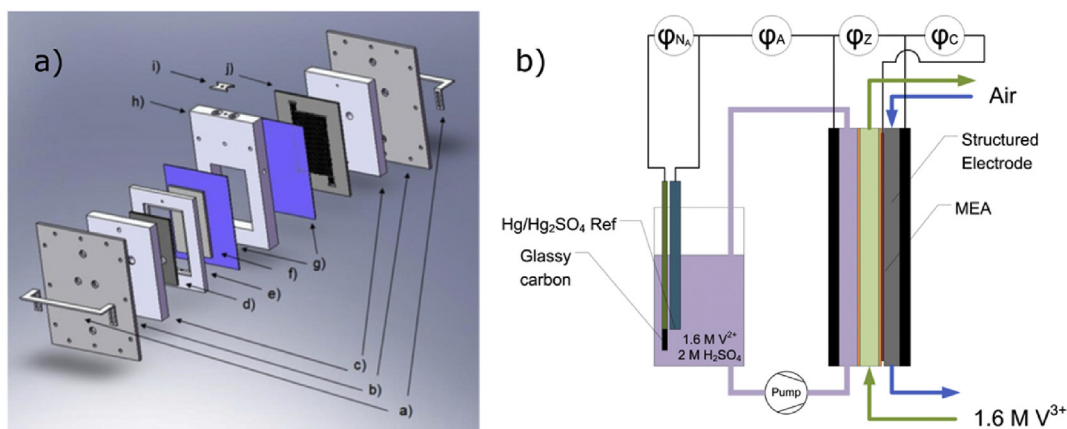 a)
i)
j)
h)
g)
f)
e)
d)
c)
b)
a)
b)
φN_A
φA
φZ
φC
Air
Structured
Electrode
MEA
Hg/Hg₂SO₄ Ref
Glassy
carbon
1.6 M V²⁺
2 M H₂SO₄
Pump
1.6 M V³⁺